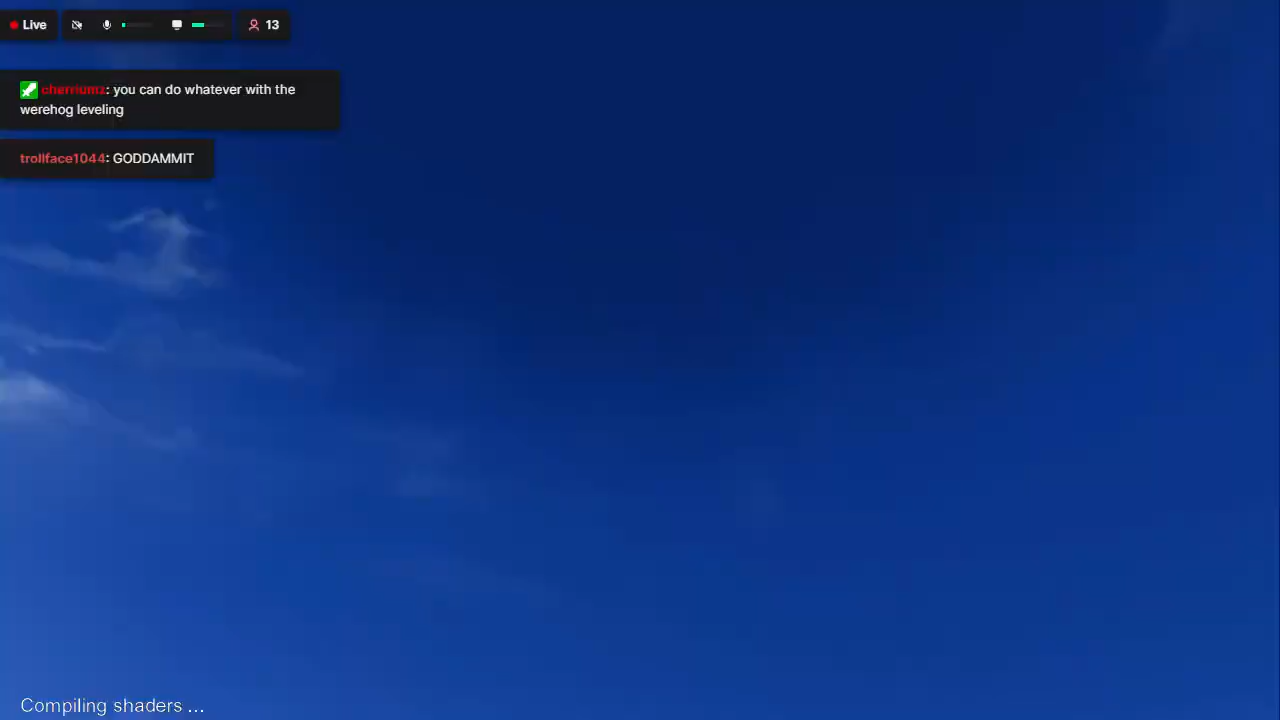 Live
13
cherriumz: you can do whatever with the
werehog leveling
trollface1044: GODDAMMIT
Compiling shaders ...